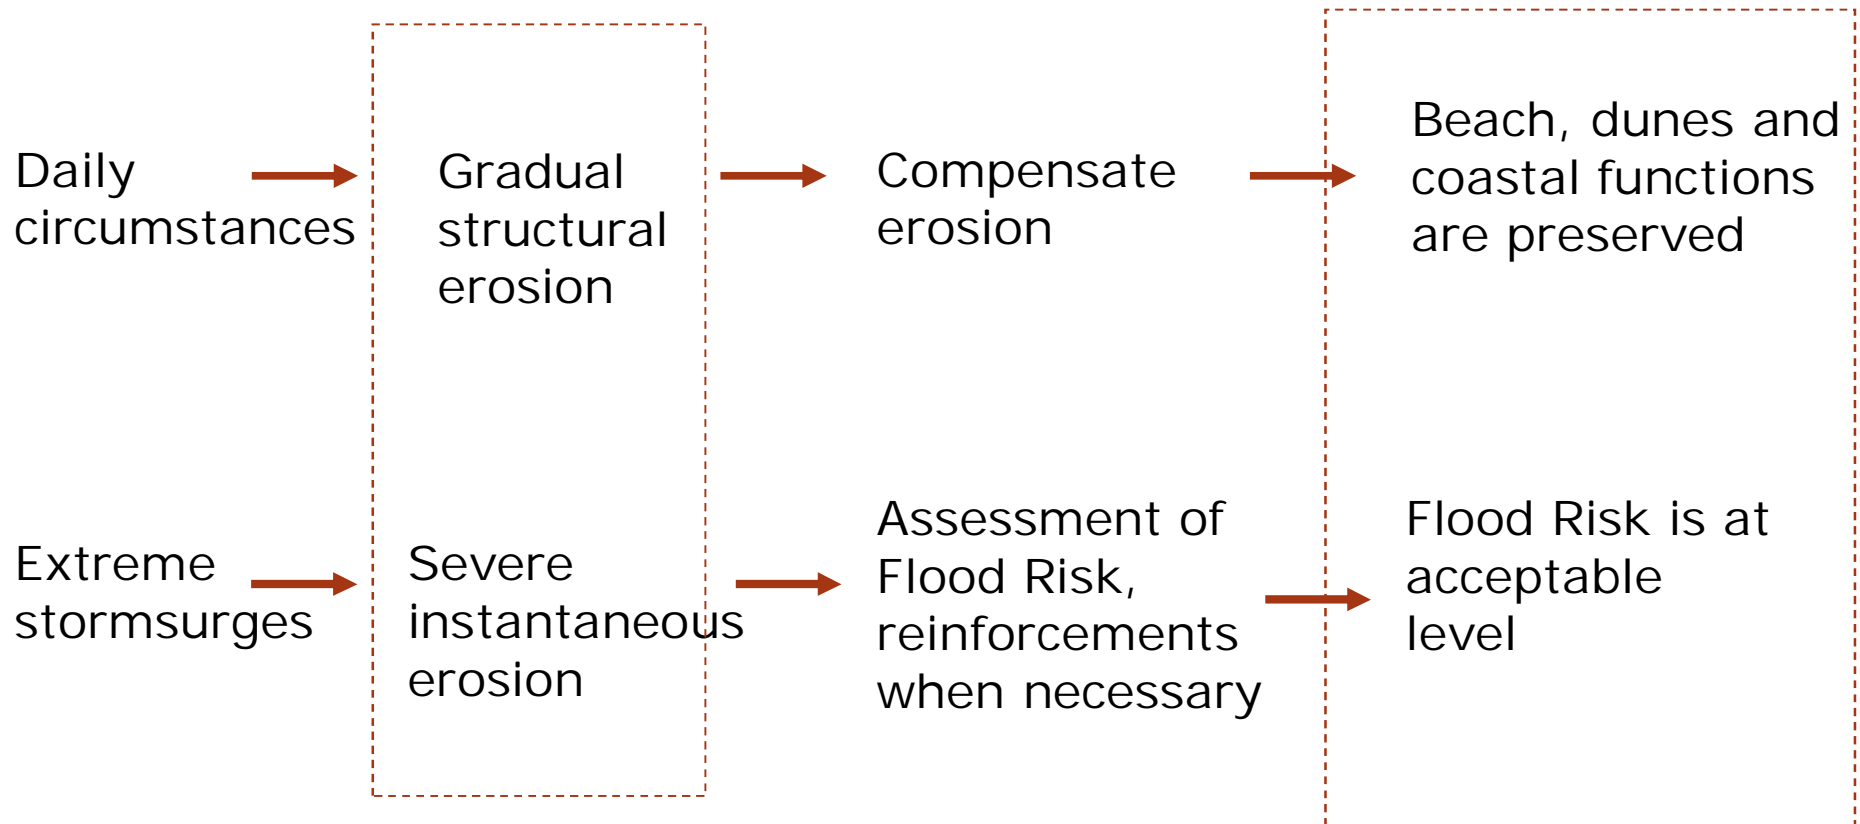 Daily
circumstances
Gradual
structural
erosion
Compensate
erosion
Beach, dunes and
coastal functions
are preserved
Extreme
stormsurges
Severe
instantaneous
erosion
Assessment of
Flood Risk,
reinforcements
when necessary
Flood Risk is at
acceptable
level